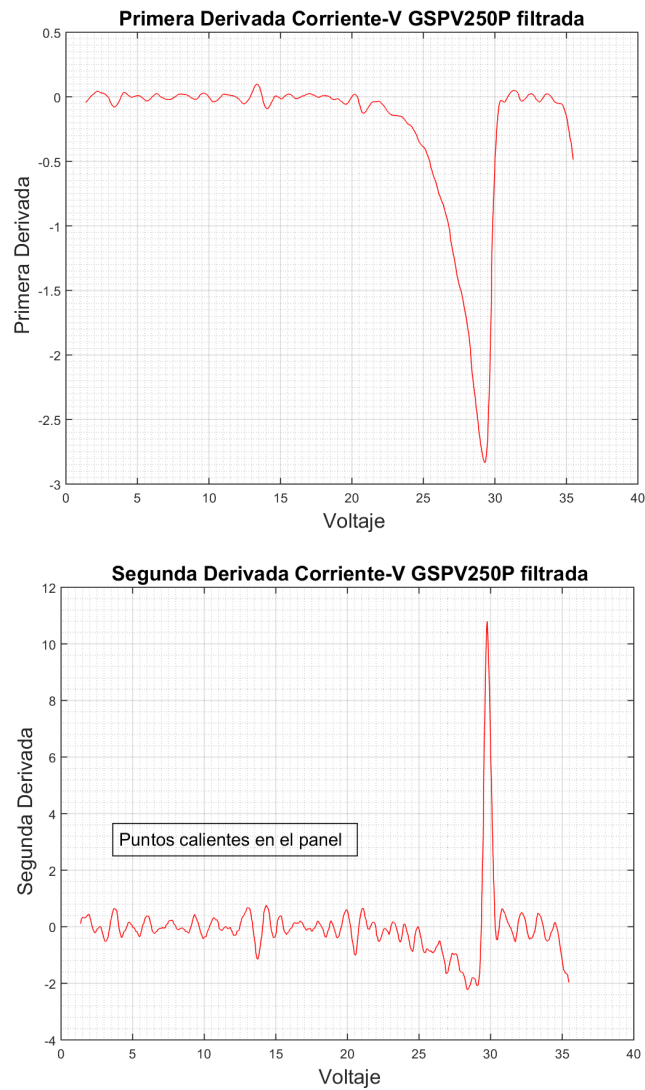 Primera Derivada Corriente-V GSPV250P filtrada
0.5
0
-0.5
-1
-1.5
-2
-2.5
-3
Primera Derivada
0 5 10 15 20 25 30 35 40
Voltaje
Segunda Derivada Corriente-V GSPV250P filtrada
12
10
8
6
4
2
0
-2
-4
Segunda Derivada
Puntos calientes en el panel
0 5 10 15 20 25 30 35 40
Voltaje